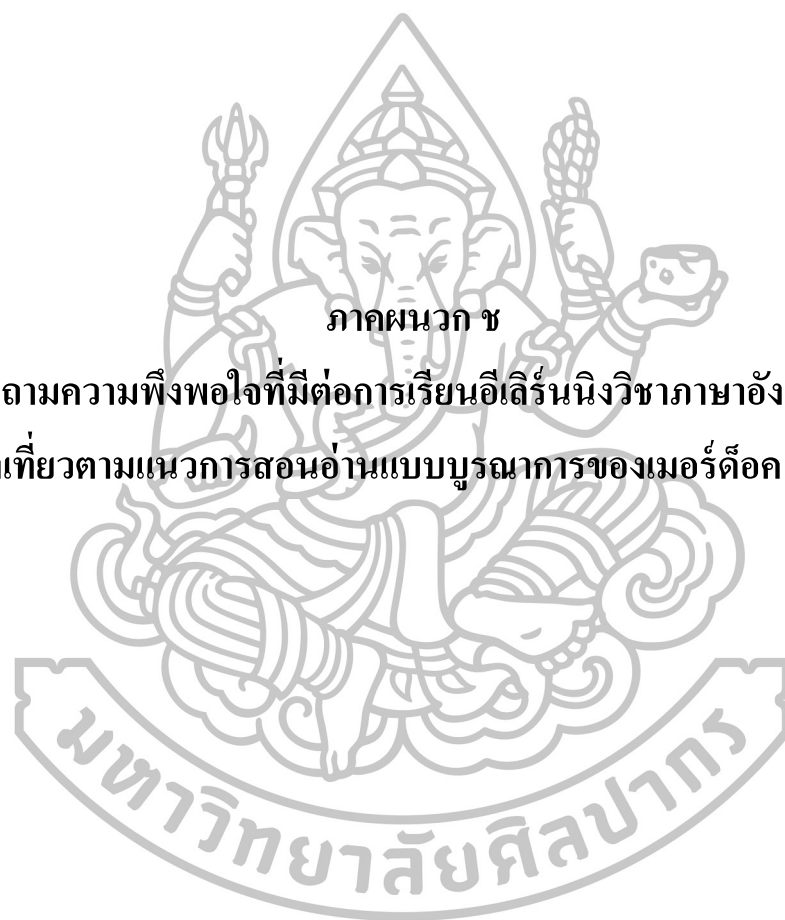 ภาคผนวก ช
ถามความพึงพอใจที่มีต่อการเรียนอีเลิร์นนิงวิชาภาษาอัง
เที่ยวตามแนวการสอนอ่านแบบบูรณาการของเมอร์ด็อค
มหาวิทยาลัยศิลปากร